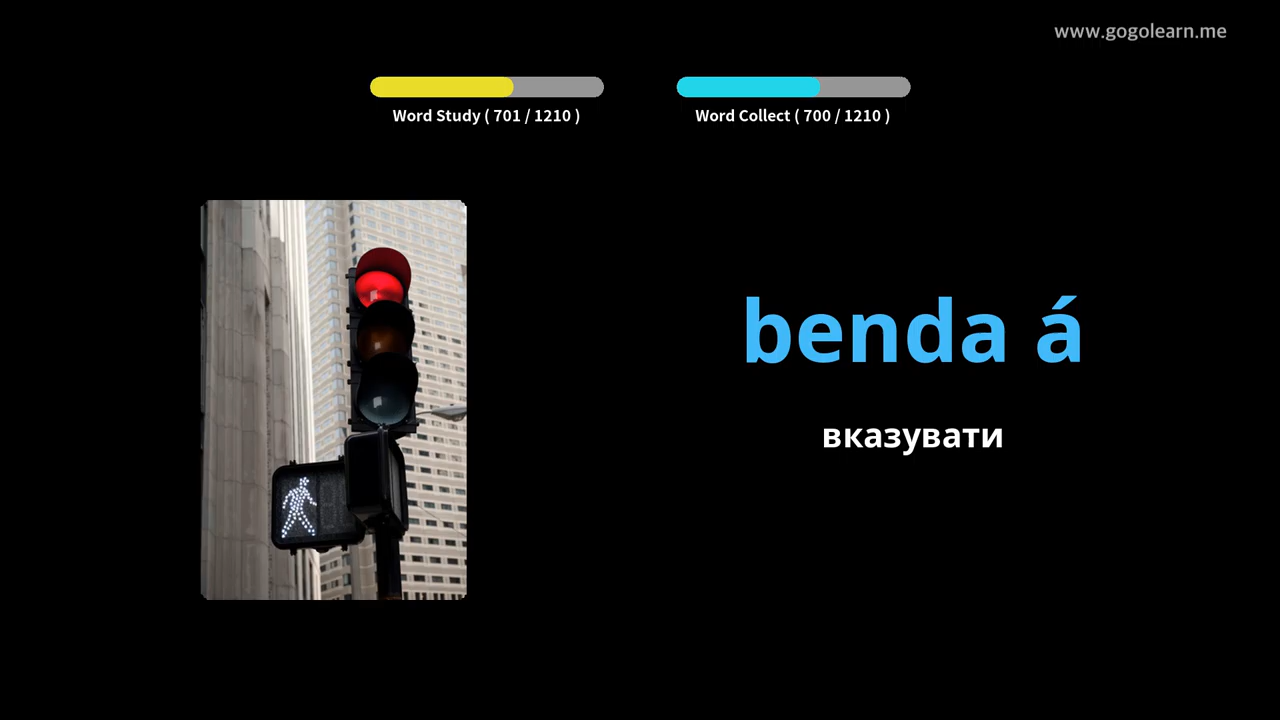 www.gogolearn.me
Word Study ( 701 / 1210 )
Word Collect ( 700 / 1210 )
benda á
вказувати